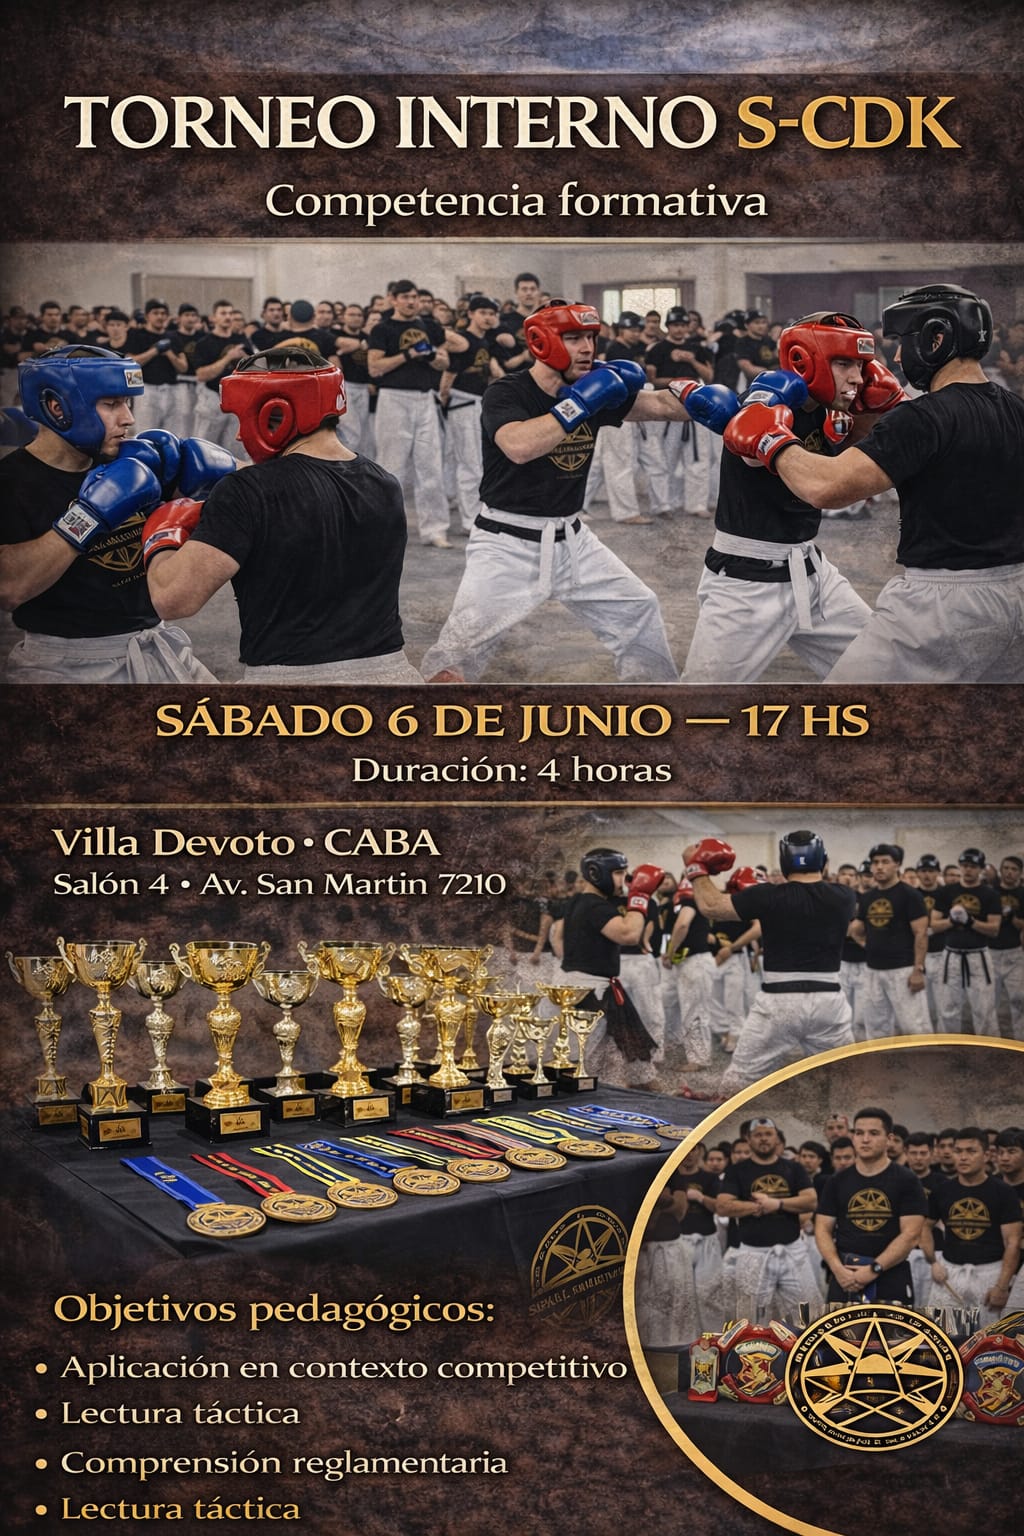 TORNEO INTERNO S-CDK
Competencia formativa
SÁBADO 6 DE JUNIO — 17 HS
Duración: 4 horas
Villa Devoto • CABA
Salón 4 • Av. San Martin 7210
Objetivos pedagógicos:
• Aplicación en contexto competitivo
• Lectura táctica
• Comprensión reglamentaria
• Lectura táctica